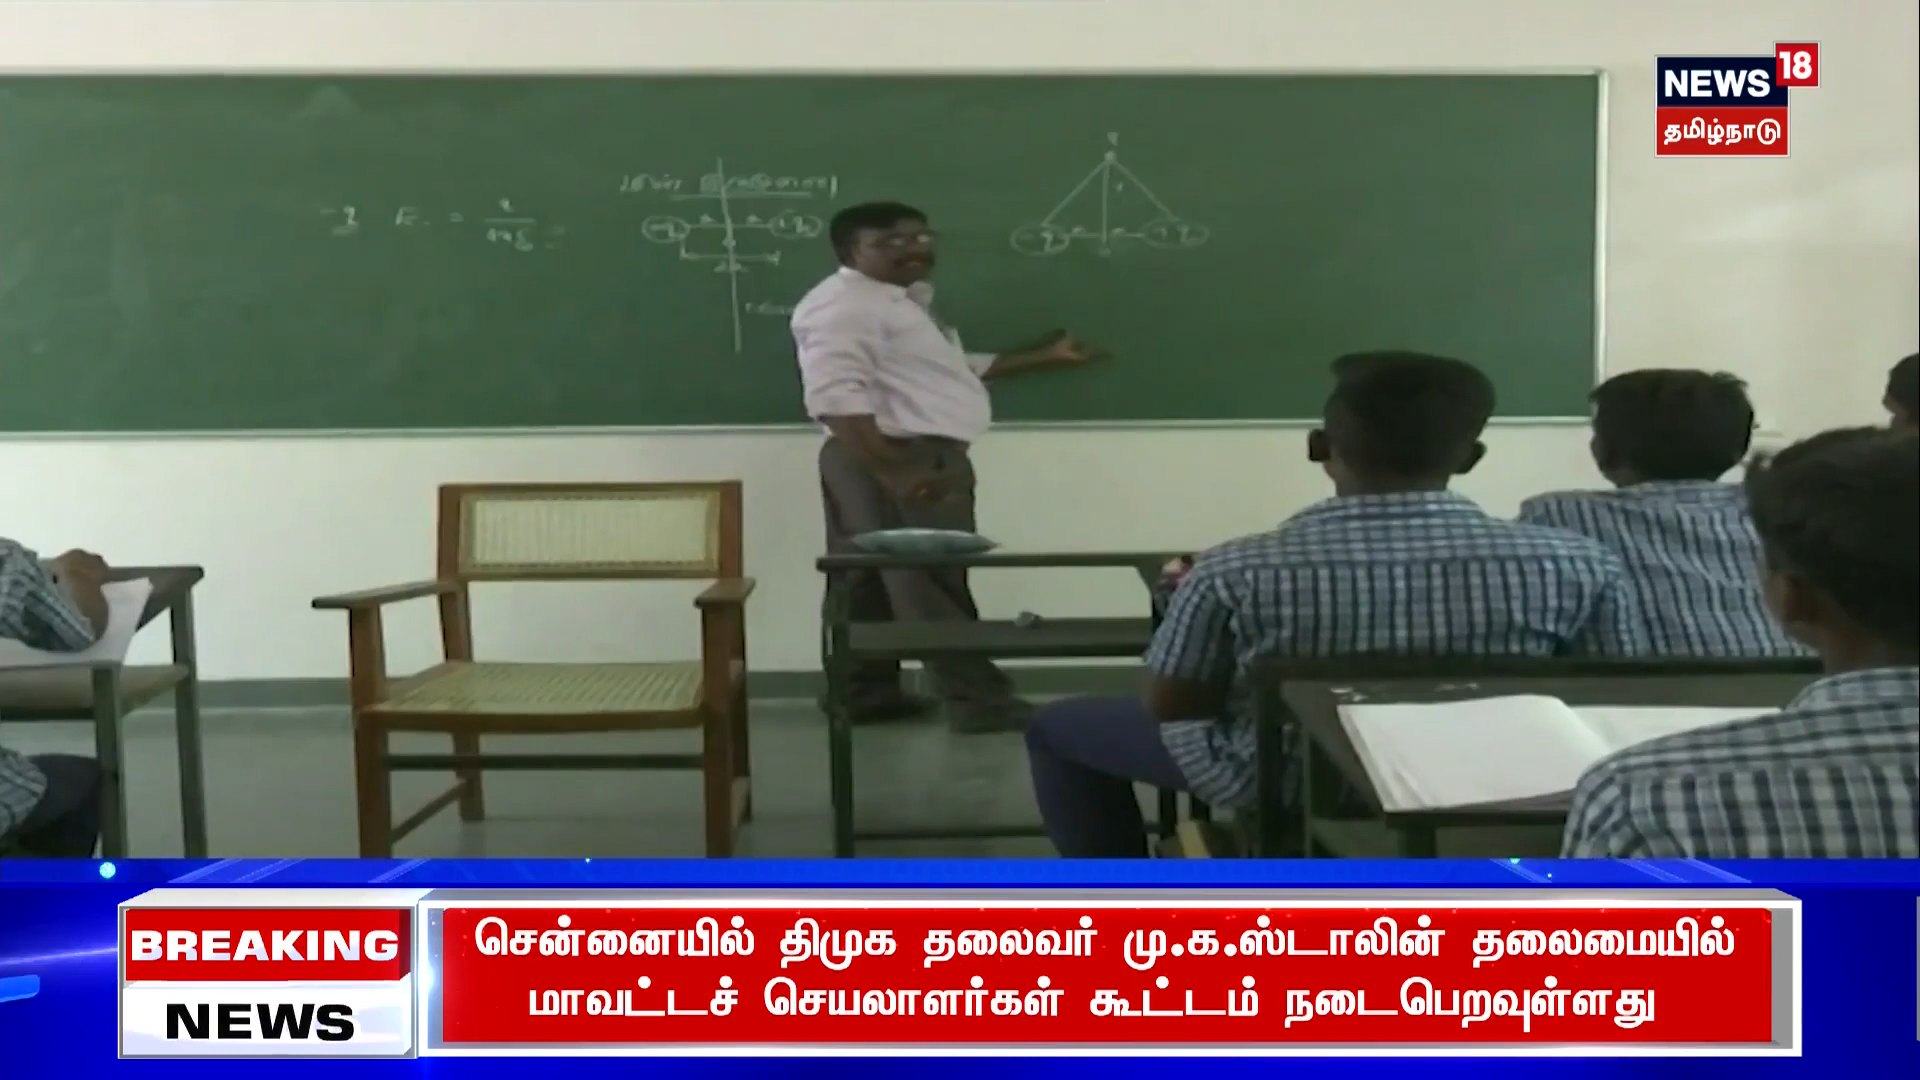 NEWS 18
தமிழ்நாடு
BREAKING
NEWS
சென்னையில் திமுக தலைவர் மு.க.ஸ்டாலின் தலைமையில்
மாவட்டச் செயலாளர்கள் கூட்டம் நடைபெறவுள்ளது